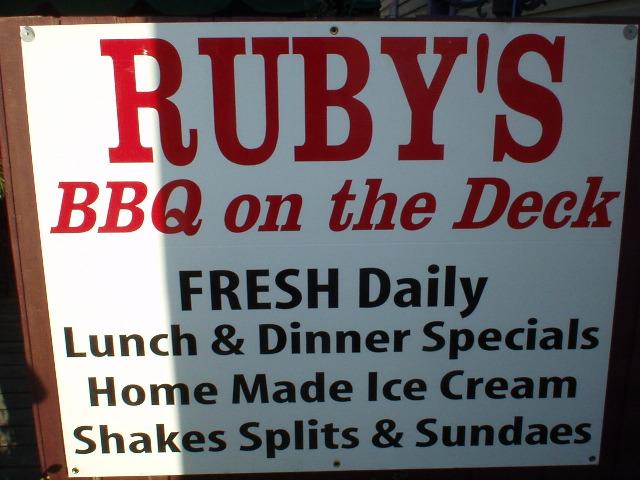 RUBY'S
BBQ on the Deck
FRESH Daily
Lunch & Dinner Specials
Home Made Ice Cream
Shakes Splits & Sundaes